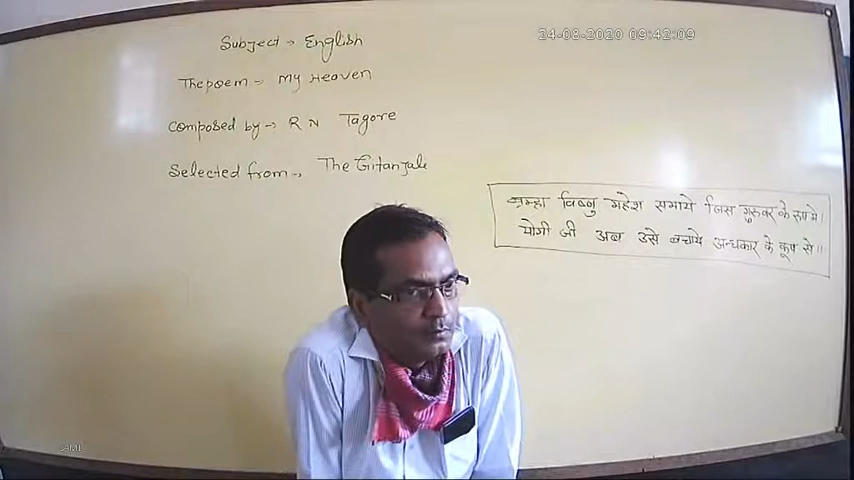 24-08-2020 09:42:09
Subject → English
The poem → My Heaven
Composed by → R N Tagore
Selected from → The Gitanjali
ब्रम्हा विष्णु महेश समाये जिस गुरुवर के रूप मे।
योगी जी अब उसे बचाये अन्धकार के कूप से॥